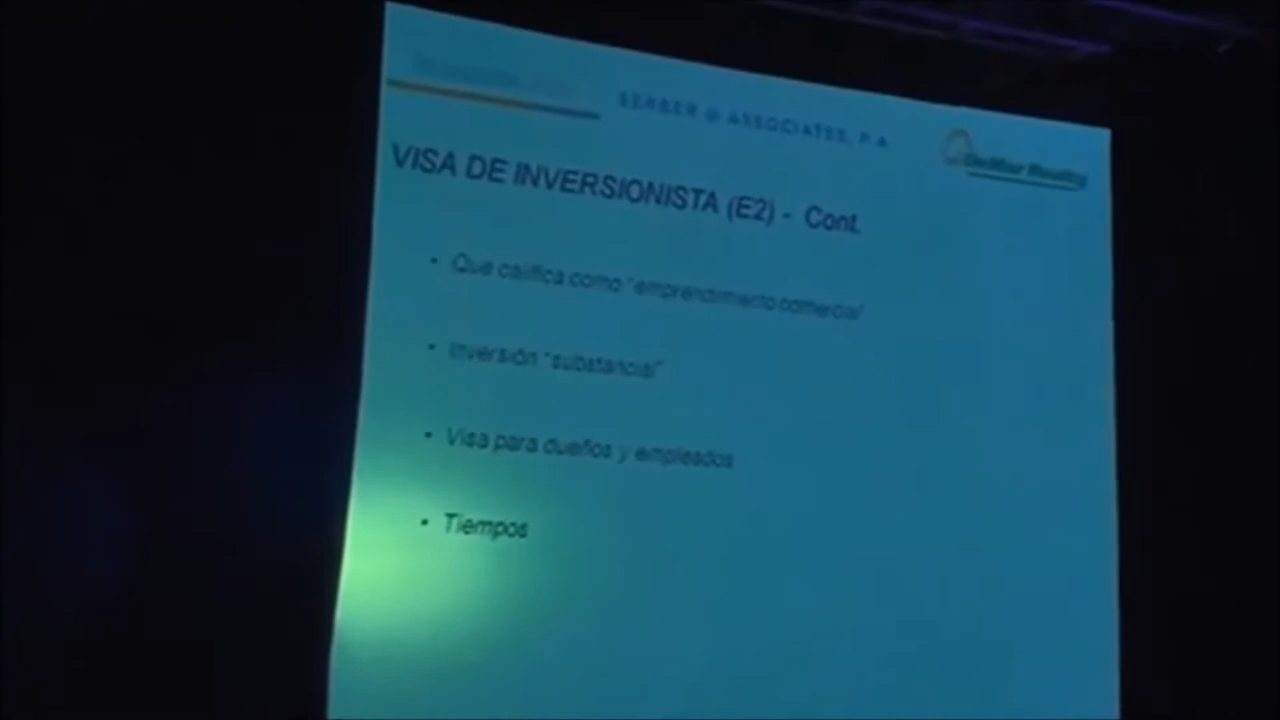 SERBER & ASSOCIATES, P.A.
VISA DE INVERSIONISTA (E2) - Cont.
• Que califica como "emprendimiento comercial"
• Inversión "substancial"
• Visa para dueños y empleados
• Tiempos